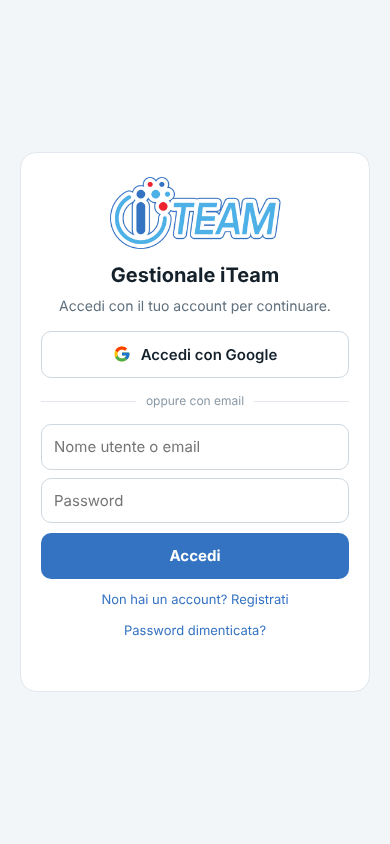 iTEAM
Gestionale iTeam
Accedi con il tuo account per continuare.
Accedi con Google
oppure con email
Nome utente o email
Password
Accedi
Non hai un account? Registrati
Password dimenticata?